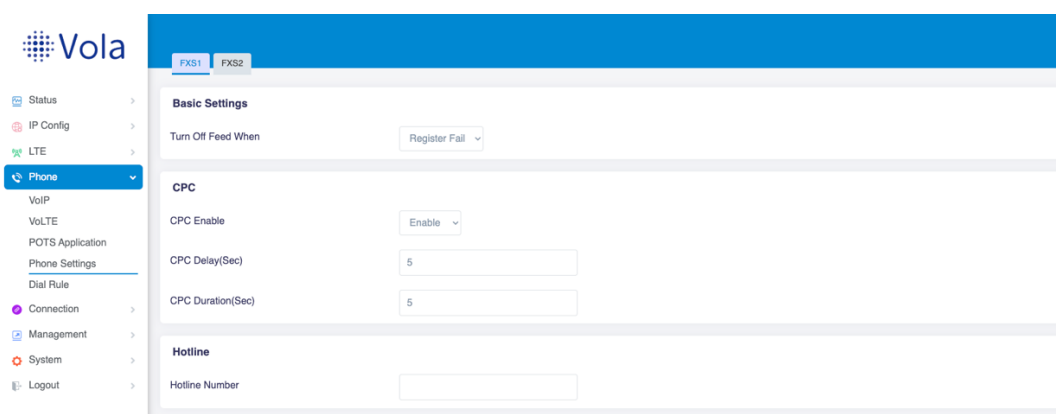 Vola
FXS1 FXS2
Status
IP Config
LTE
Phone
VoIP
VoLTE
POTS Application
Phone Settings
Dial Rule
Connection
Management
System
Logout
Basic Settings
Turn Off Feed When Register Fail
CPC
CPC Enable Enable
CPC Delay(Sec) 5
CPC Duration(Sec) 5
Hotline
Hotline Number